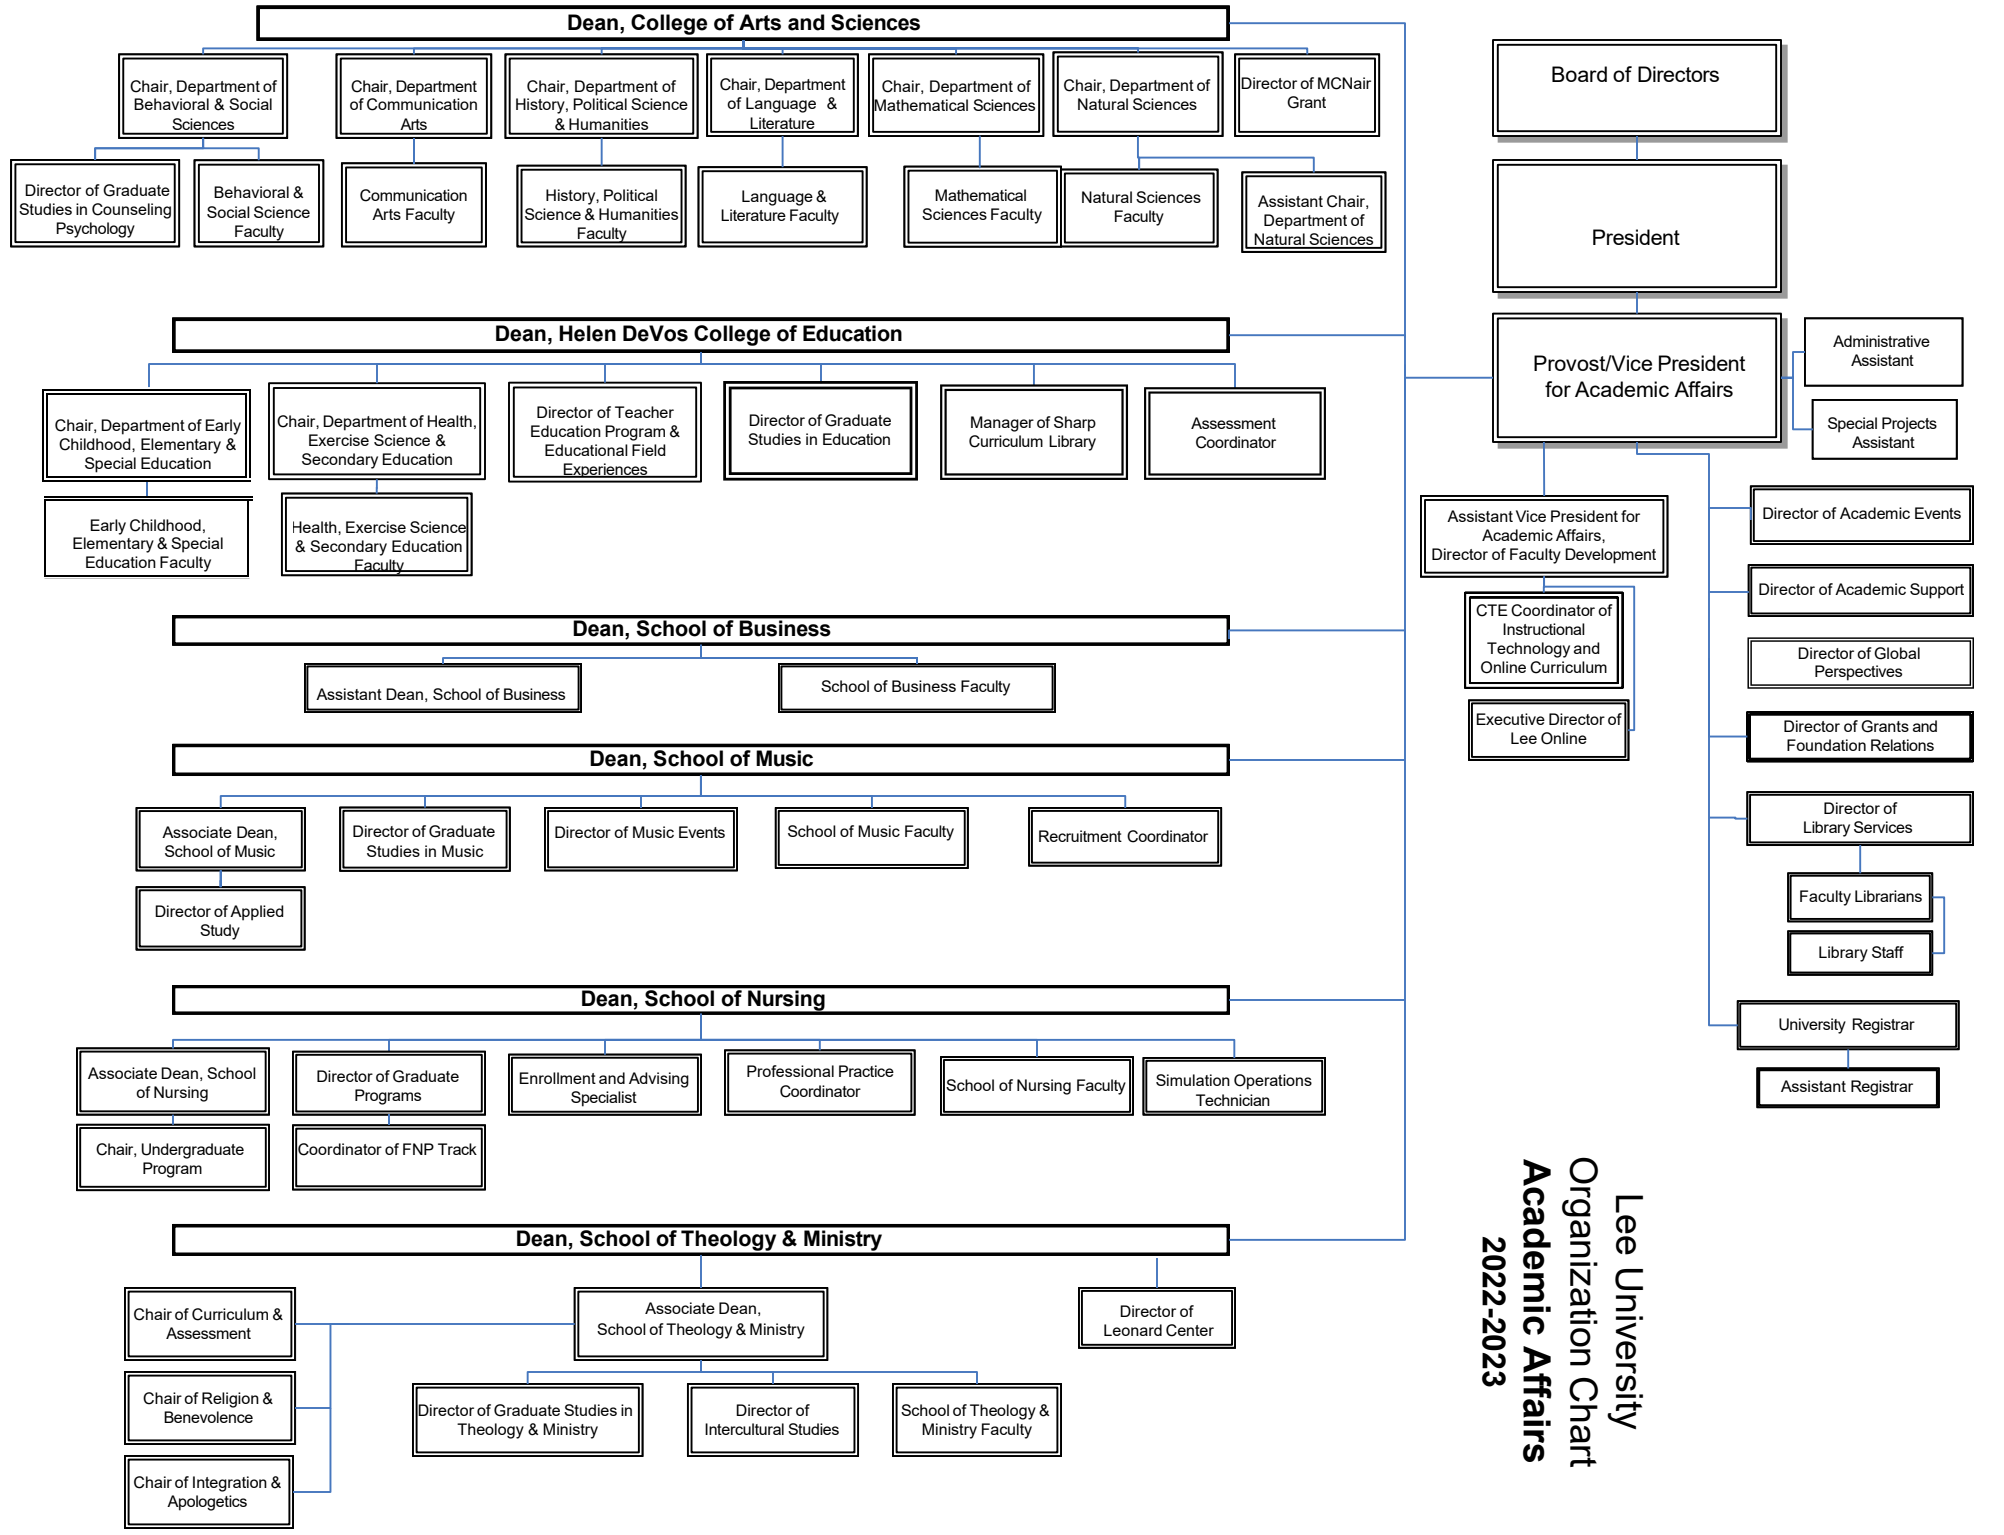 Dean, College of Arts and Sciences
Chair, Department of
Behavioral & Social
Sciences
Chair, Department
of Communication
Arts
Chair, Department of
History, Political Science
& Humanities
Chair, Department
of Language &
Literature
Chair, Department of
Mathematical Sciences
Chair, Department of
Natural Sciences
Director of MCNair
Grant
Director of Graduate
Studies in Counseling
Psychology
Behavioral &
Social Science
Faculty
Communication
Arts Faculty
History, Political
Science & Humanities
Faculty
Language &
Literature Faculty
Mathematical
Sciences Faculty
Natural Sciences
Faculty
Assistant Chair,
Department of
Natural Sciences
Board of Directors
President
Provost/Vice President
for Academic Affairs
Administrative
Assistant
Special Projects
Assistant
Dean, Helen DeVos College of Education
Chair, Department of Early
Childhood, Elementary &
Special Education
Chair, Department of Health,
Exercise Science &
Secondary Education
Director of Teacher
Education Program &
Educational Field
Experiences
Director of Graduate
Studies in Education
Manager of Sharp
Curriculum Library
Assessment
Coordinator
Early Childhood,
Elementary & Special
Education Faculty
Health, Exercise Science
& Secondary Education
Faculty
Assistant Vice President for
Academic Affairs,
Director of Faculty Development
CTE Coordinator of
Instructional
Technology and
Online Curriculum
Executive Director of
Lee Online
Director of Academic Events
Director of Academic Support
Director of Global
Perspectives
Director of Grants and
Foundation Relations
Director of
Library Services
Faculty Librarians
Library Staff
University Registrar
Assistant Registrar
Dean, School of Business
Assistant Dean, School of Business
School of Business Faculty
Dean, School of Music
Associate Dean,
School of Music
Director of Graduate
Studies in Music
Director of Music Events
School of Music Faculty
Recruitment Coordinator
Director of Applied
Study
Dean, School of Nursing
Associate Dean, School
of Nursing
Director of Graduate
Programs
Enrollment and Advising
Specialist
Professional Practice
Coordinator
School of Nursing Faculty
Simulation Operations
Technician
Chair, Undergraduate
Program
Coordinator of FNP Track
Dean, School of Theology & Ministry
Chair of Curriculum &
Assessment
Associate Dean,
School of Theology & Ministry
Director of
Leonard Center
Chair of Religion &
Benevolence
Director of Graduate Studies in
Theology & Ministry
Director of
Intercultural Studies
School of Theology &
Ministry Faculty
Chair of Integration &
Apologetics
Lee University
Organization Chart
Academic Affairs
2022-2023